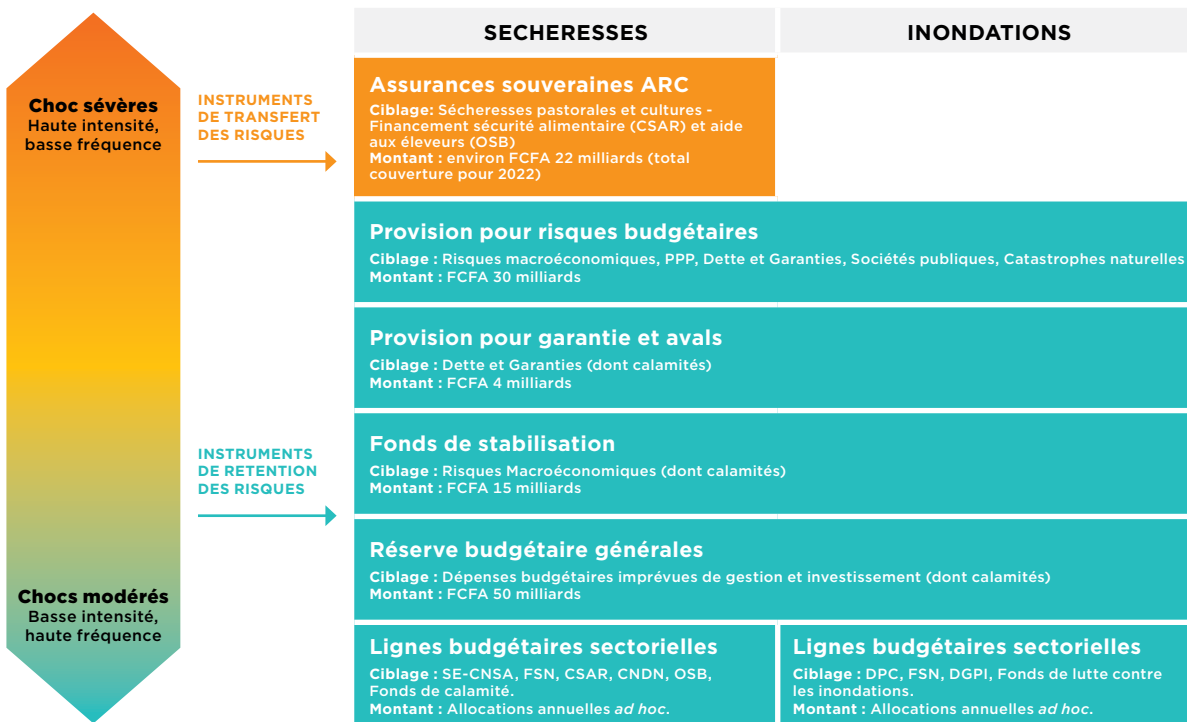 SECHERESSES
INONDATIONS
Choc sévères
Haute intensité,
basse fréquence
INSTRUMENTS
DE TRANSFERT
DES RISQUES
Assurances souveraines ARC
Ciblage: Sécheresses pastorales et cultures -
Financement sécurité alimentaire (CSAR) et aide
aux éleveurs (OSB)
Montant : environ FCFA 22 milliards (total
couverture pour 2022)
Provision pour risques budgétaires
Ciblage : Risques macroéconomiques, PPP, Dette et Garanties, Sociétés publiques, Catastrophes naturelles
Montant : FCFA 30 milliards
Provision pour garantie et avals
Ciblage : Dette et Garanties (dont calamités)
Montant : FCFA 4 milliards
INSTRUMENTS
DE RETENTION
DES RISQUES
Fonds de stabilisation
Ciblage : Risques Macroéconomiques (dont calamités)
Montant : FCFA 15 milliards
Réserve budgétaire générales
Ciblage : Dépenses budgétaires imprévues de gestion et investissement (dont calamités)
Montant : FCFA 50 milliards
Chocs modérés
Basse intensité,
haute fréquence
Lignes budgétaires sectorielles
Ciblage : SE-CNSA, FSN, CSAR, CNDN, OSB,
Fonds de calamité.
Montant : Allocations annuelles ad hoc.
Lignes budgétaires sectorielles
Ciblage : DPC, FSN, DGPI, Fonds de lutte contre
les inondations.
Montant : Allocations annuelles ad hoc.